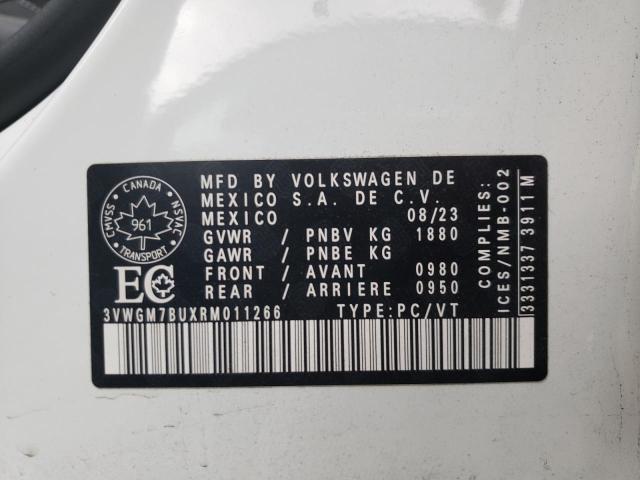 CANADA
CMVSS
NSVAC
961
TRANSPORT
EC
MFD BY VOLKSWAGEN DE
MEXICO S.A. DE C.V.
MEXICO 08/23
GVWR / PNBV KG 1880
GAWR / PNBE KG
FRONT / AVANT 0980
REAR / ARRIERE 0950
3VWGM7BUXRM011266 TYPE:PC/VT
COMPLIES:
ICES/NMB-002
3331337 3911 M